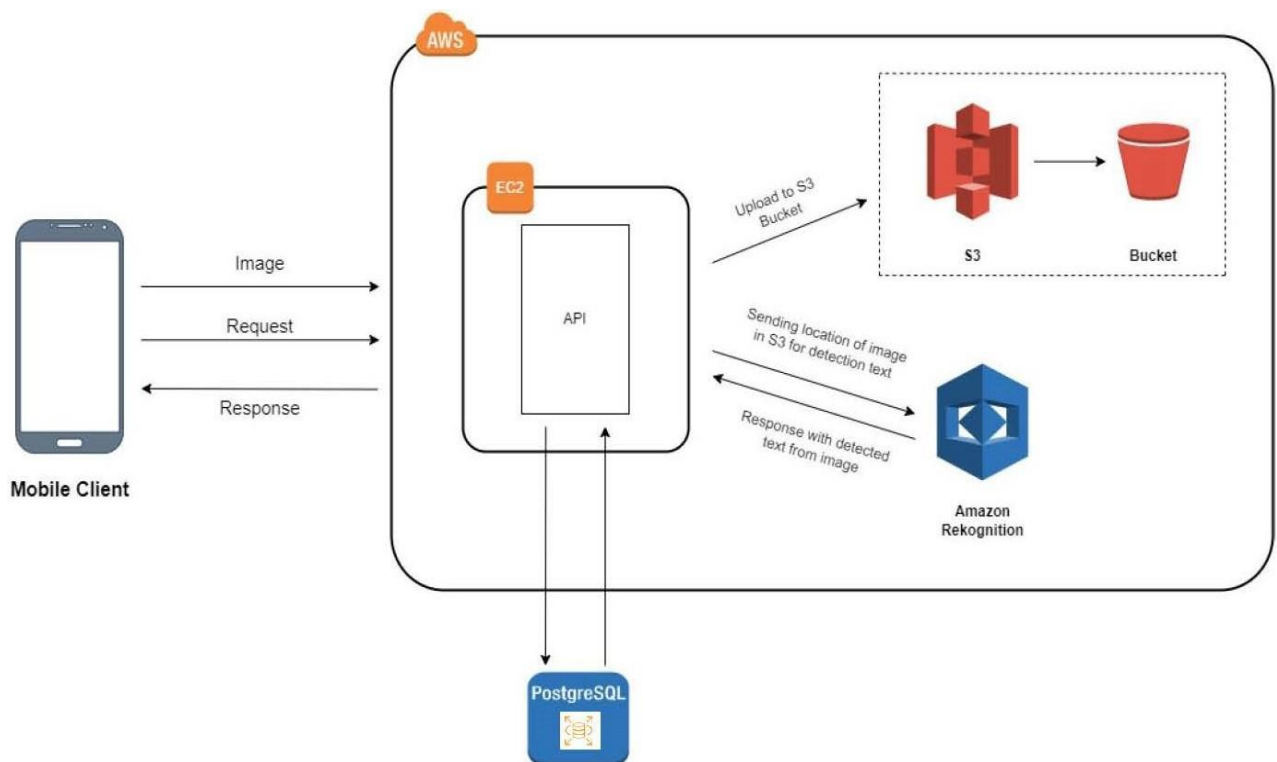 AWS
EC2
API
Image
Request
Response
Mobile Client
Upload to S3
Bucket
S3
Bucket
Sending location of image
in S3 for detection text
Response with detected
text from image
Amazon
Rekognition
PostgreSQL